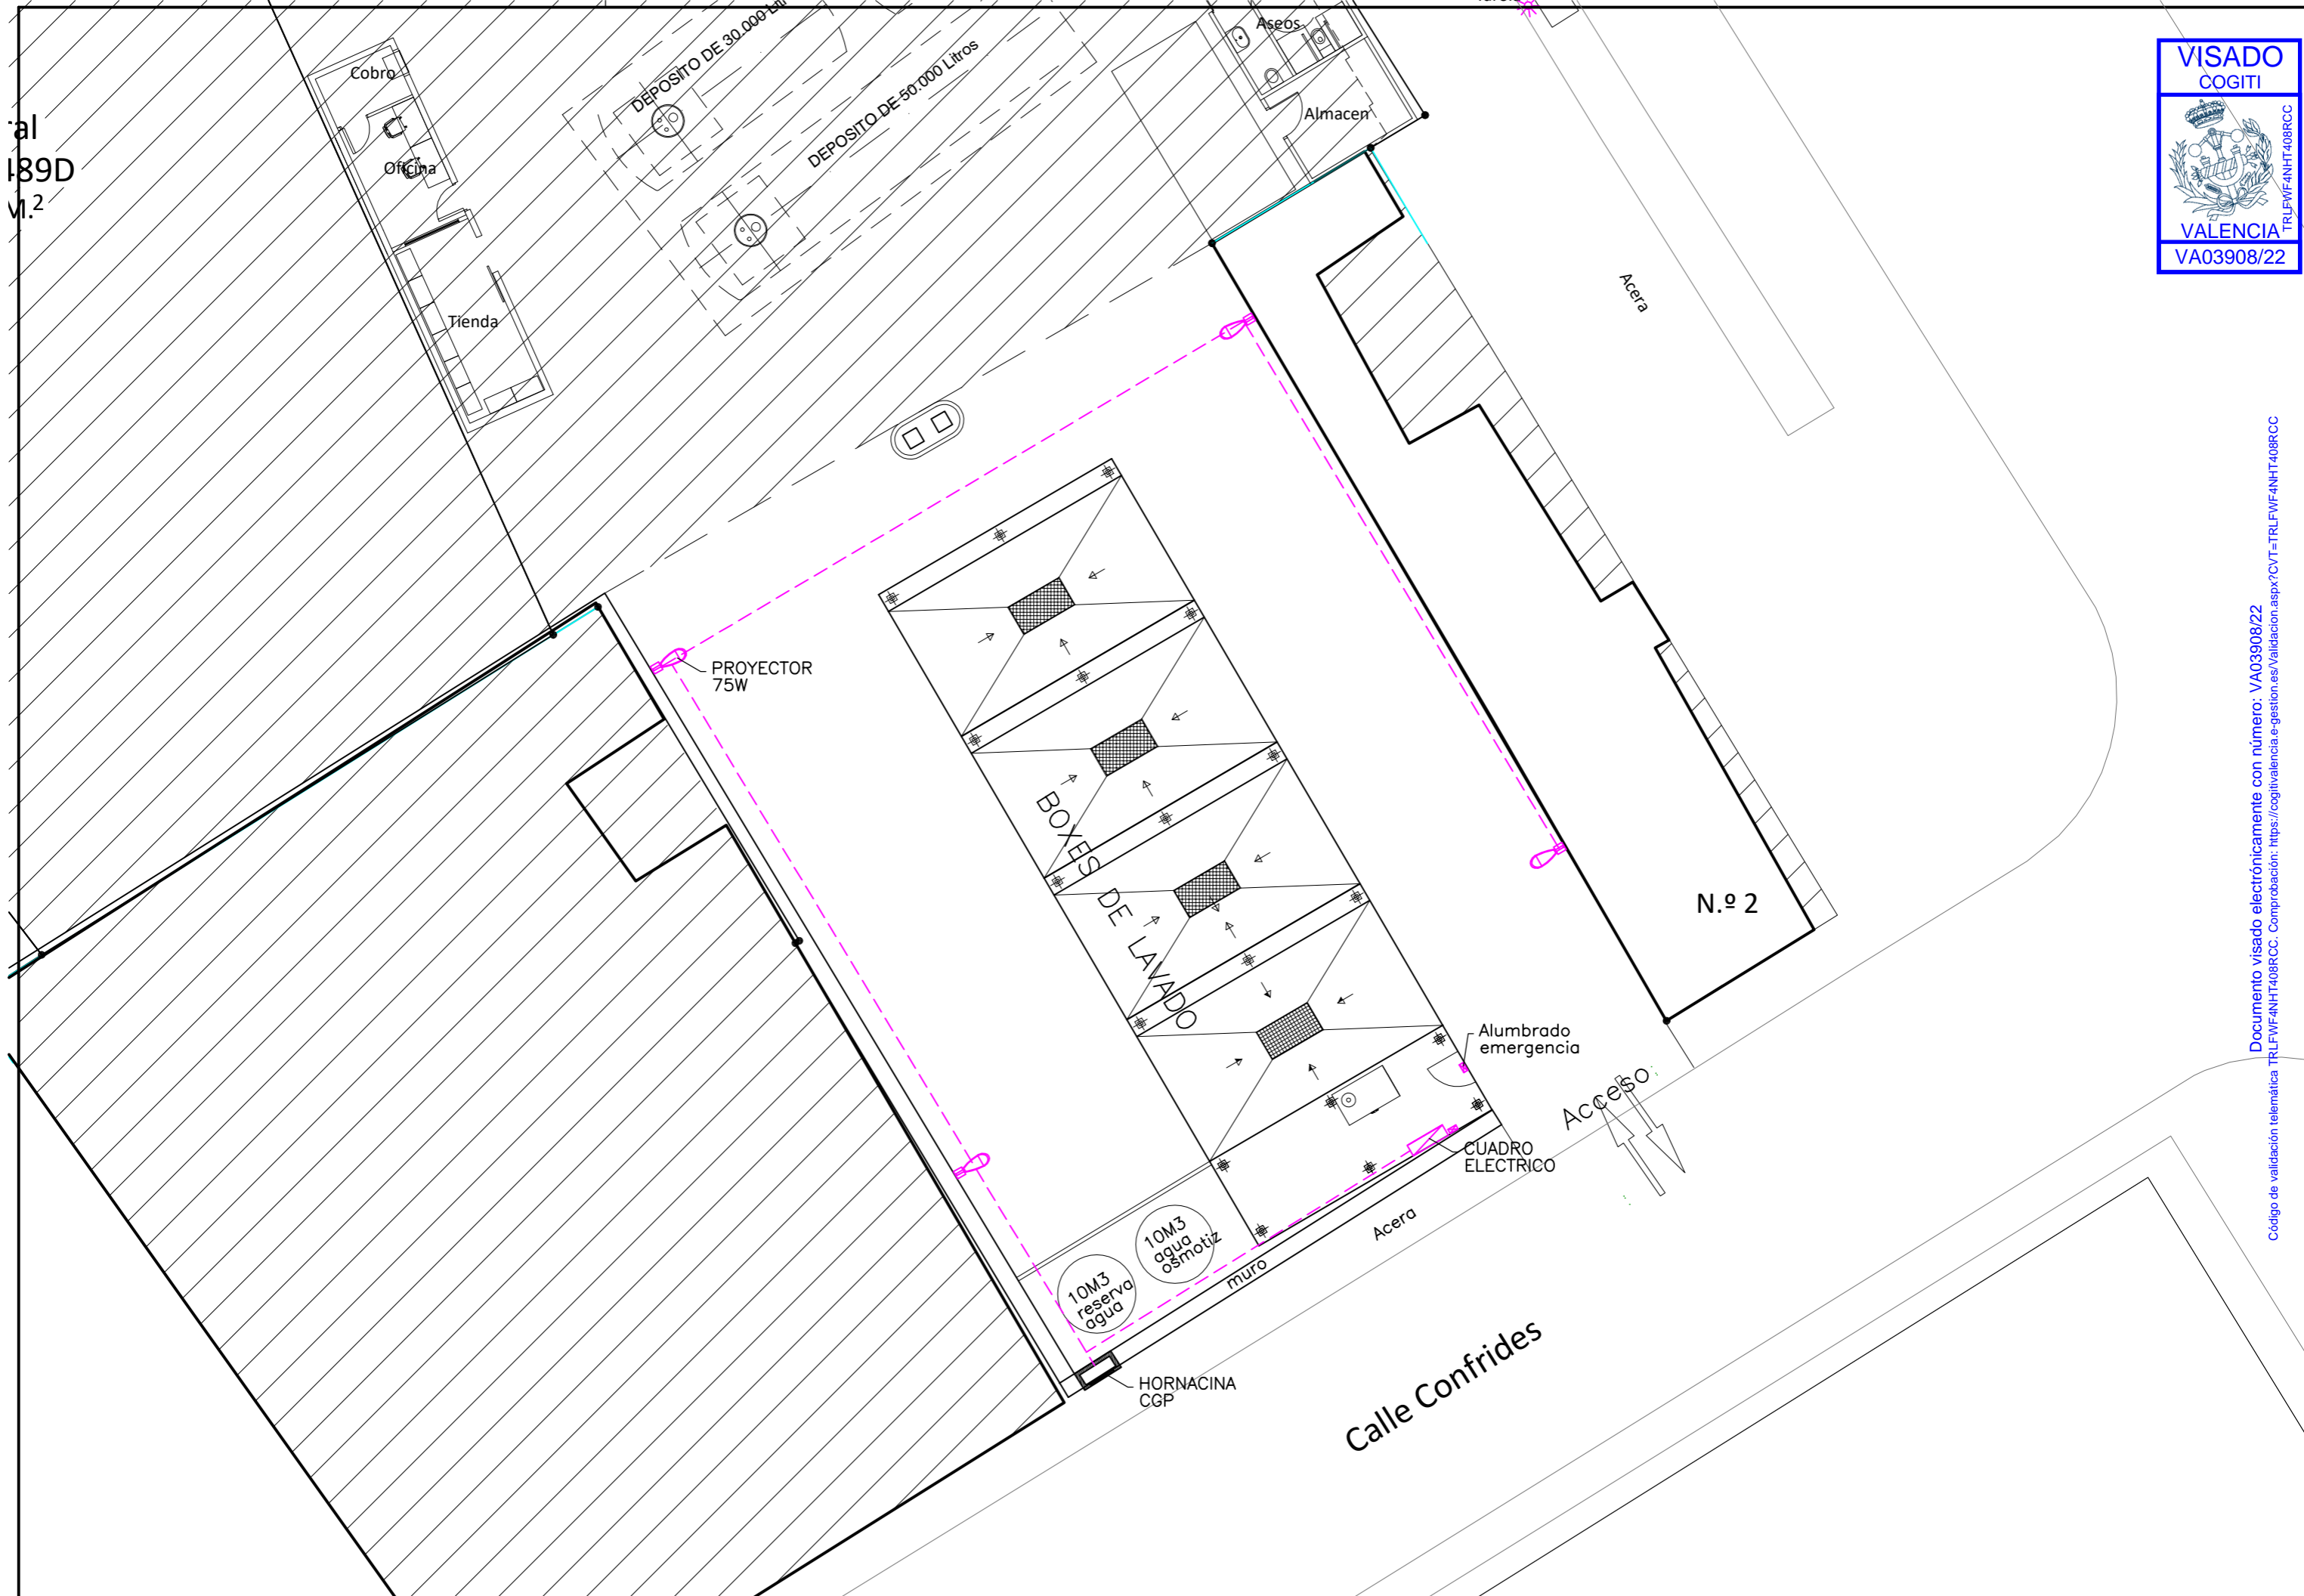 Aseos
Cobro
DEPOSITO DE 30.000 Lit
DEPOSITO DE 50.000 Litros
Almacen
Oficina
Tienda
ral
489D
M.²
VISADO
COGITI
TRLFWF4NHT408RCC
VALENCIA
VA03908/22
Acera
PROYECTOR
75W
BOXES DE LAVADO
N.º 2
Alumbrado
emergencia
Acceso
CUADRO
ELECTRICO
Acera
muro
10M3
agua
osmotiz
10M3
reserva
agua
HORNACINA
CGP
Calle Confrides
Documento visado electrónicamente con número: VA03908/22
Código de validación telemática TRLFWF4NHT408RCC. Comprobación: https://cogitivalencia.e-gestion.es/Validacion.aspx?CVT=TRLFWF4NHT408RCC